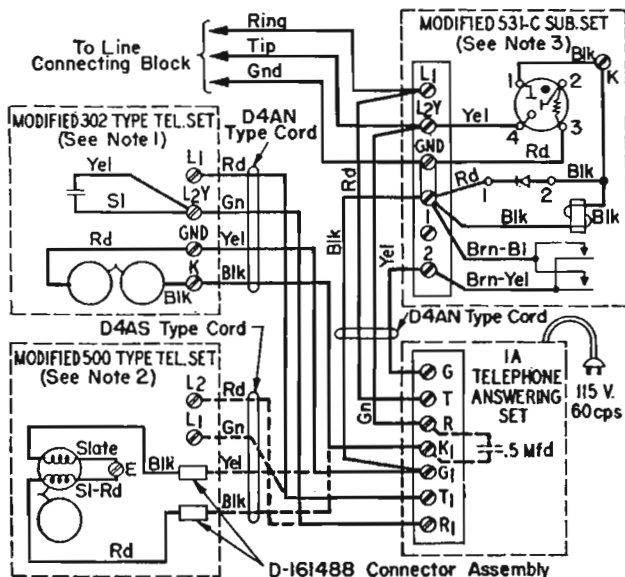 Ring
Tip
Gnd
To Line
Connecting Block
MODIFIED 531-C SUB. SET
(See Note 3)
Blk
K
1
2
4
3
L1
L2Y
GND
1
2
Yel
Rd
Rd
1
2
Blk
Blk
Blk
Brn-Bl
Brn-Yel
MODIFIED 302 TYPE TEL. SET
(See Note 1)
D4AN
Type Cord
Yel
Sl
L1
L2Y
GND
K
Rd
Blk
Rd
Gn
Yel
Blk
Rd
Blk
Yel
Gn
D4AN Type Cord
D4AS Type Cord
MODIFIED 500 TYPE TEL. SET
(See Note 2)
L2
L1
Rd
Gn
Yel
Blk
Slate
Sl-Rd
E
Blk
Rd
D-161488 Connector Assembly
1A
TELEPHONE
ANSWERING
SET
115 V.
60 cps
G
T
R
K1
G1
T1
R1
.5 Mfd